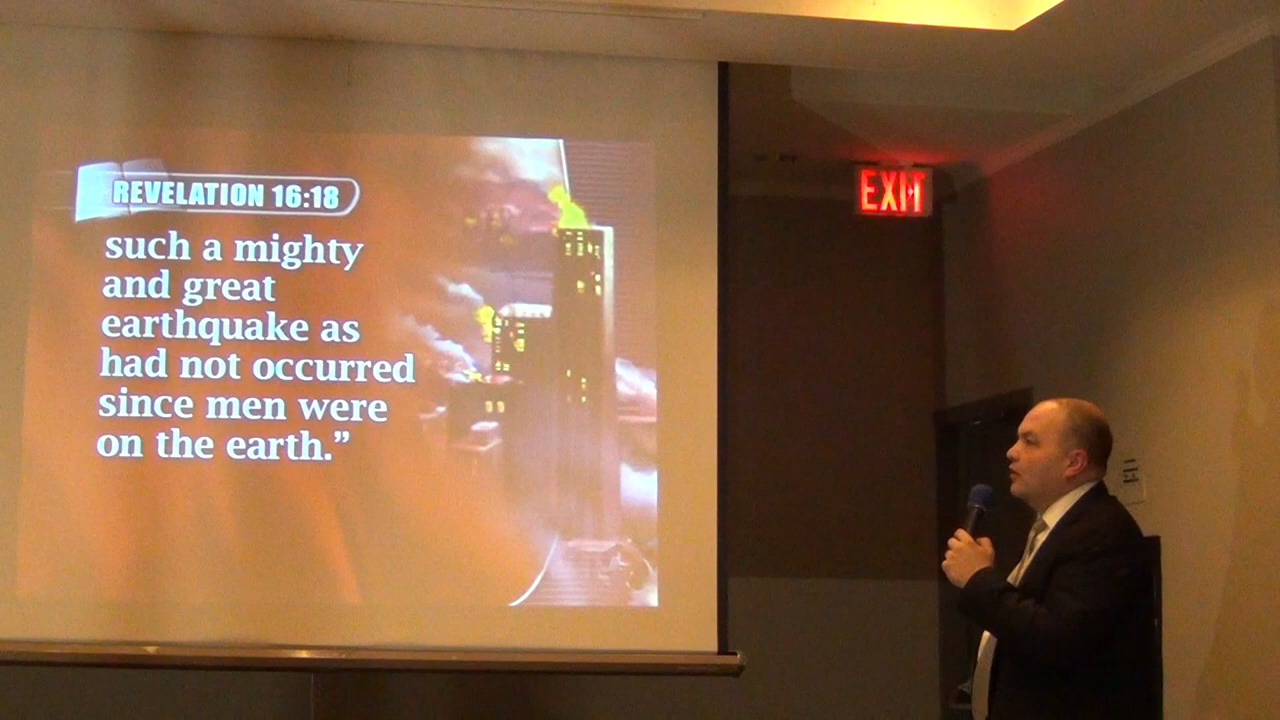 REVELATION 16:18
such a mighty
and great
earthquake as
had not occurred
since men were
on the earth.”
EXIT